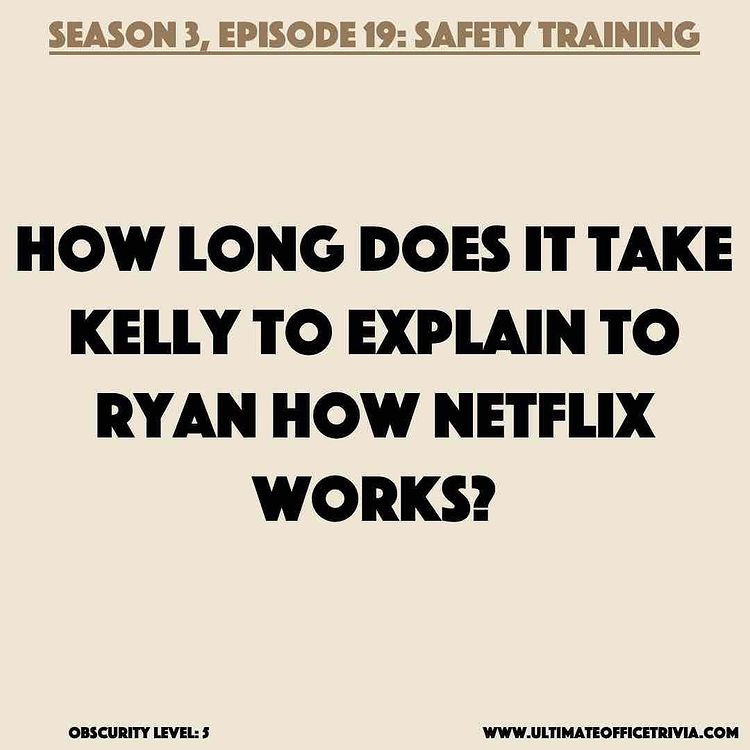 SEASON 3, EPISODE 19: SAFETY TRAINING
HOW LONG DOES IT TAKE
KELLY TO EXPLAIN TO
RYAN HOW NETFLIX
WORKS?
OBSCURITY LEVEL: 5
WWW.ULTIMATEOFFICETRIVIA.COM